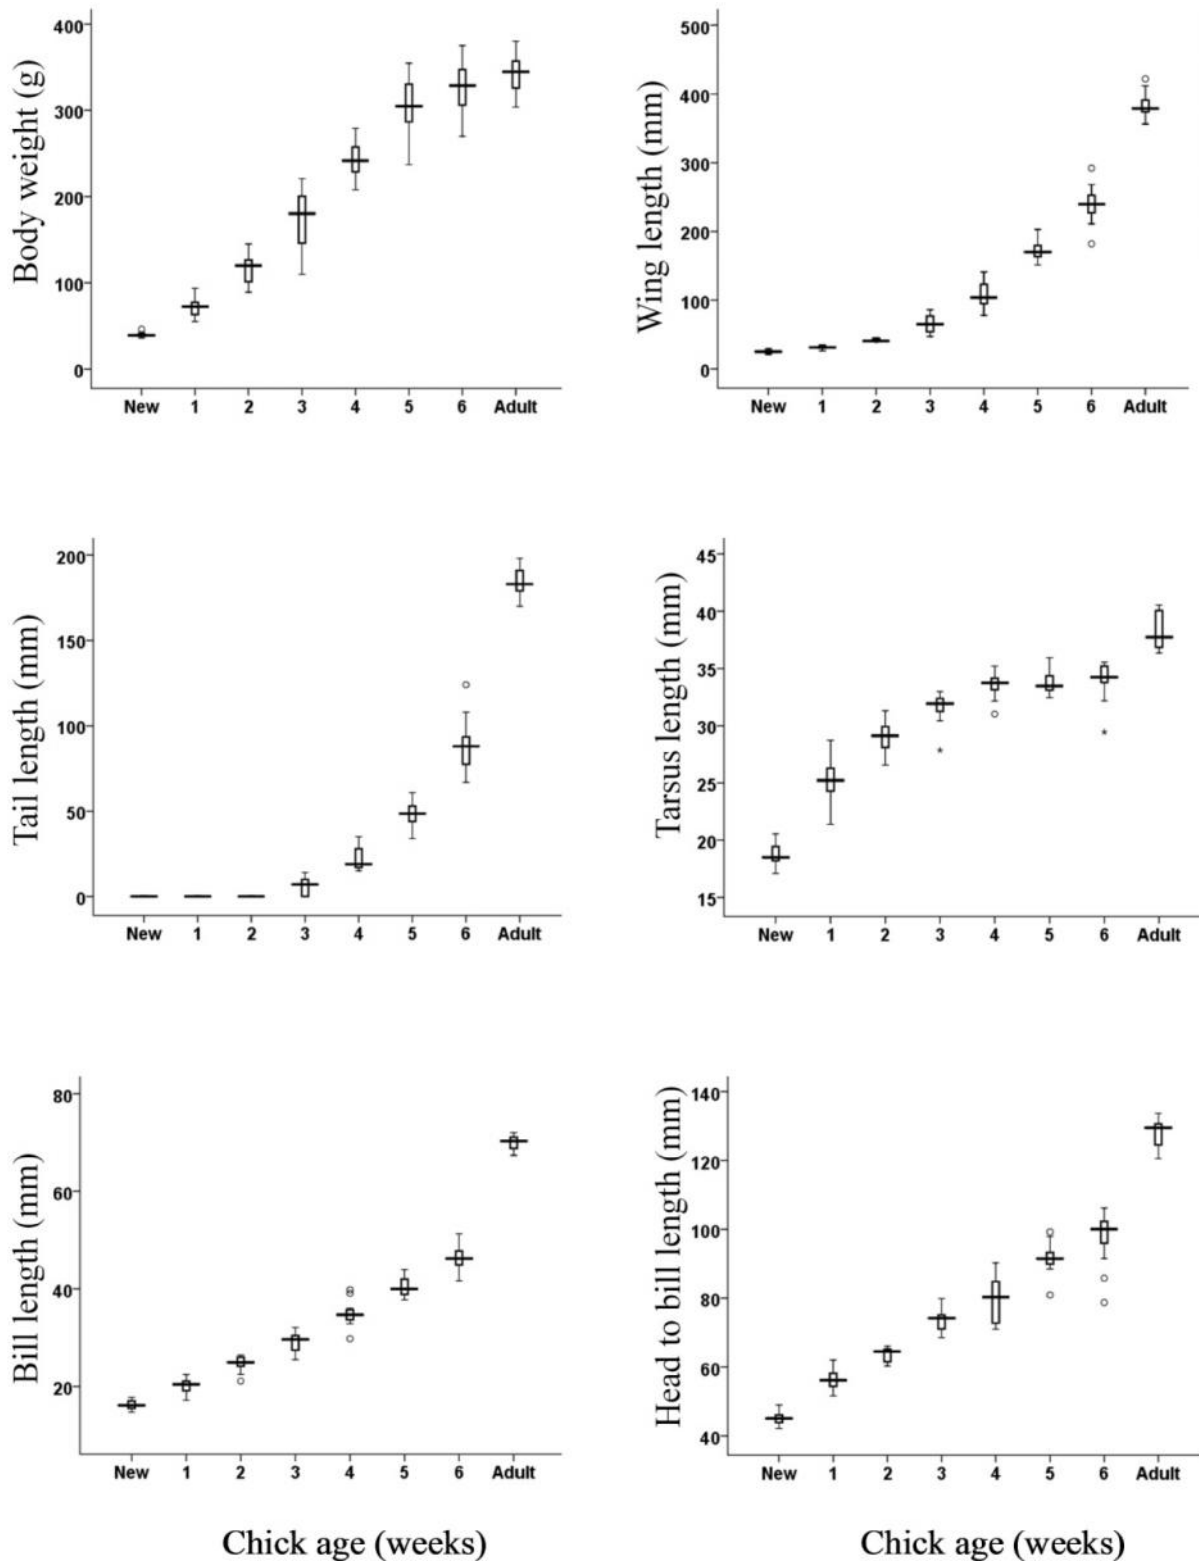 Body weight (g)
400
300
200
100
0
New 1 2 3 4 5 6 Adult
Wing length (mm)
500
400
300
200
100
0
New 1 2 3 4 5 6 Adult
Tail length (mm)
200
150
100
50
0
New 1 2 3 4 5 6 Adult
Tarsus length (mm)
45
40
35
30
25
20
15
New 1 2 3 4 5 6 Adult
Bill length (mm)
80
60
40
20
New 1 2 3 4 5 6 Adult
Chick age (weeks)
Head to bill length (mm)
140
120
100
80
60
40
New 1 2 3 4 5 6 Adult
Chick age (weeks)